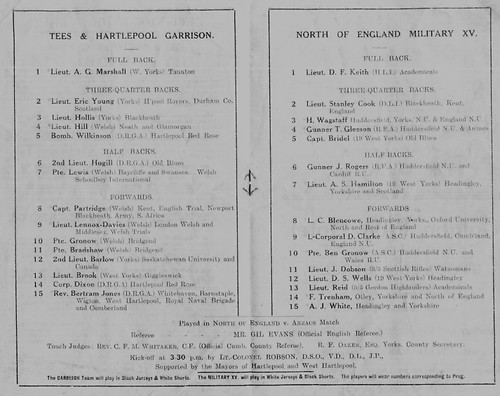 TEES & HARTLEPOOL GARRISON.
FULL BACK.
1 Lieut. A. G. Marshall (W. Yorks) Taunton
THREE-QUARTER BACKS.
2 Lieut. Eric Young (Yorks) H'pool Rovers, Durham Co. Scotland
3 Lieut. Hollis (Yorks) Blackheath
4 Lieut. Hill (Welsh) Neath and Glamorgan
5 Bomb. Wilkinson (D.R.G.A.) Hartlepool Red Rose
HALF BACKS.
6 2nd Lieut. Hugill (D.R.G.A.) Old Blues
7 Pte. Lewis (Welsh) Baycliffe and Swansea, Welsh
Schoolboy International
FORWARDS.
8 Capt. Partridge (Welsh) Kent, English Trial, Newport
Blackheath, Army, S. Africa
9 Lieut. Lennox-Davies (Welsh) London Welsh and
Middlesex, Welsh Trials
10 Pte. Gronow (Welsh) Bridgend
11 Pte. Bradshaw (Welsh) Bridgend
12 2nd Lieut. Barlow (Yorks) Saskatchewan University and
Canada
13 Lieut. Brook (West Yorks) Giggleswick
14 Corp. Dixon (D.R.G.A.) Hartlepool Red Rose
15 Rev. Bertram Jones (D.R.G.A.) Whitehaven, Barnstaple,
Wigton, West Hartlepool, Royal Naval Brigade
and Cumberland
NORTH OF ENGLAND MILITARY XV.
FULL BACK.
1 Lieut. D. F. Keith (H.L.I.) Academicals
THREE-QUARTER BACKS.
2 Lieut. Stanley Cook (D.L.I.) Blackheath, Kent,
England
3 H. Wagstaff Huddersfield, Yorks, N.U. & England N.U.
4 Gunner T. Gleeson (R.F.A.) Huddersfield N.U. & Anzacs
5 Capt. Bridel (19 West Yorks) Old Blues
HALF BACKS.
6 Gunner J. Rogers (R.F.A.) Huddersfield N.U. and
Cardiff R.U.
7 Lieut. A. S. Hamilton (19 West Yorks) Headingley,
Yorkshire and Scotland
FORWARDS
8 L. C. Blencowe, Headingley, Yorks, Oxford University,
North and Rest of England
9 L-Corporal D. Clarke (A.S.C.) Huddersfield, Cumb'land,
England N.U.
10 Pte. Ben Gronow (A.S.C.) Huddersfield N.U. and
Wales R.U.
11 Lieut. J. Dobson Scottish Rifles) Watsonians
12 Lieut. D. S. Wells (19 West Yorks) Headingley
13 Lieut. Reid Gordon Highlanders) Academicals
14 F. Trenham, Otley, Yorkshire and North of England
15 A. J. White, Headingley and Yorkshire
Played in NORTH OF ENGLAND v. ANZACS Match
Referee - - - - MR. GIL EVANS (Official English Referee.)
Touch Judges: REV. C. F. M. WHITAKER, C.F. (Official Cumb. County Referee). R. F. OAKES, Esq., Yorks. County Secretary.
Kick-off at 3.30 p.m. by LT.-COLONEL ROBSON, D.S.O., V.D., D.L., J.P.,
Supported by the Mayors of Hartlepool and West Hartlepool.
The GARRISON Team will play in Black Jerseys & White Shorts. The MILITARY XV. will play in White Jerseys & Black Shorts. The players will wear numbers corresponding to Prog.